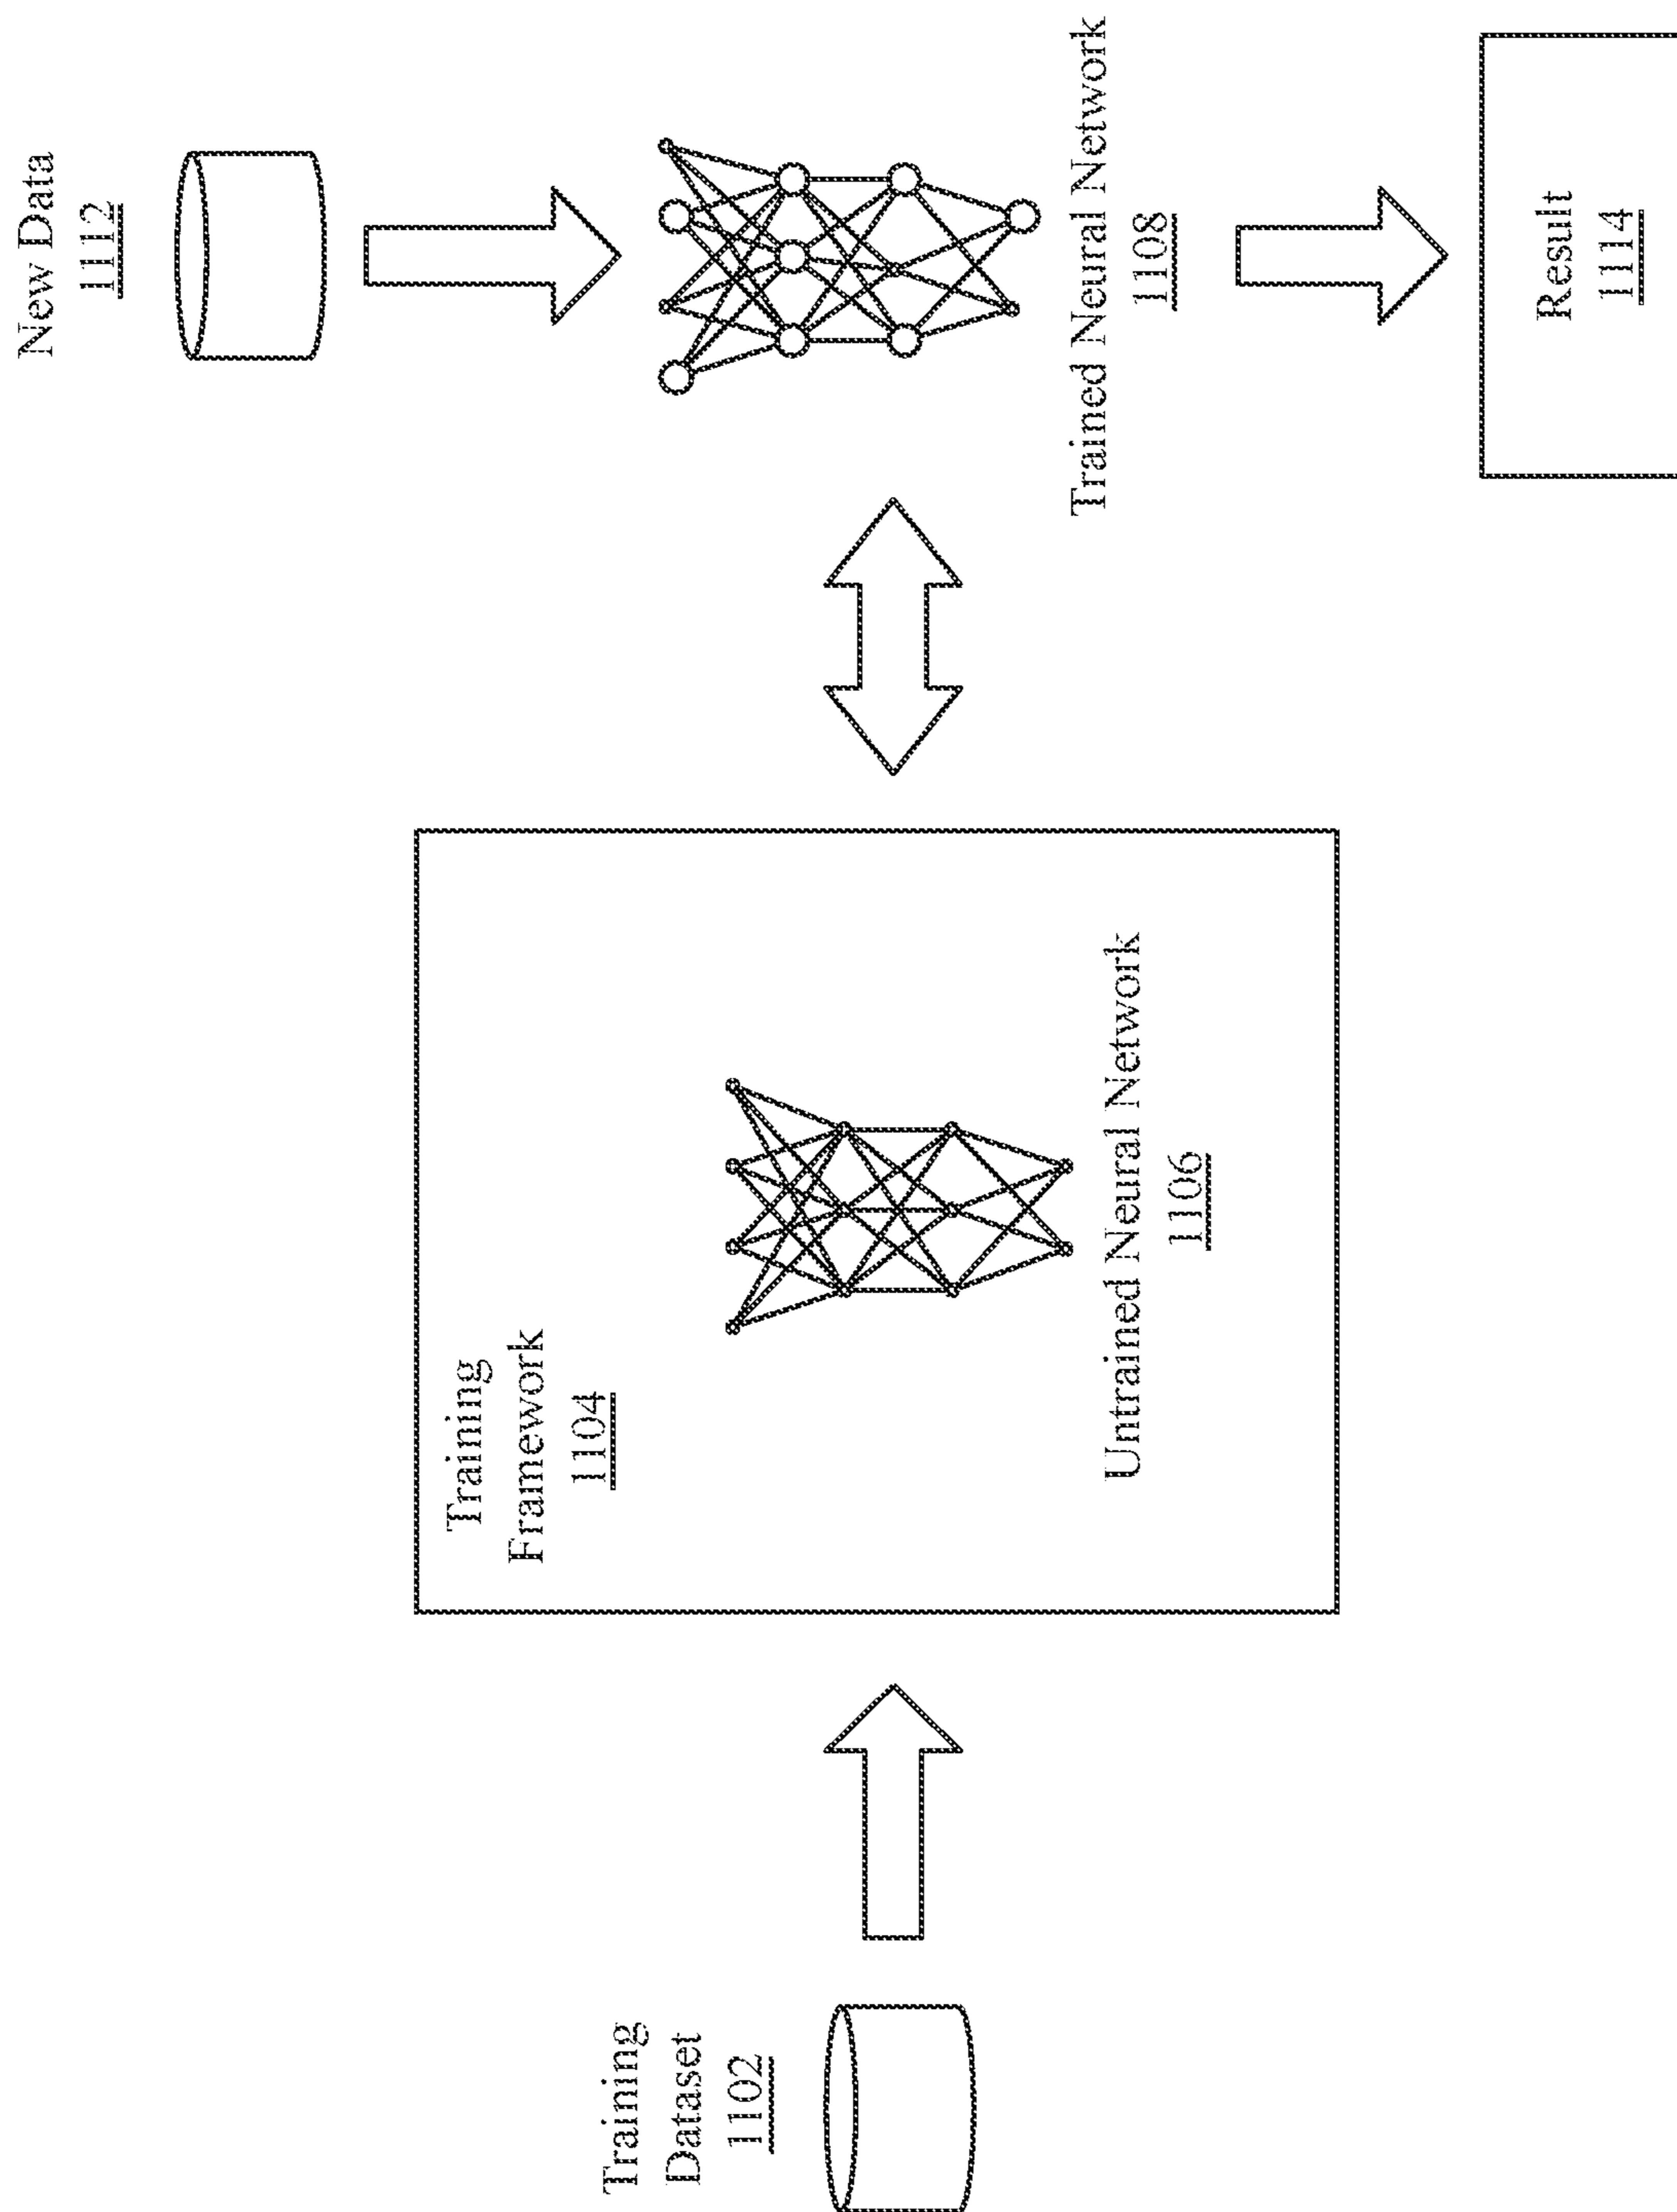 Training
Dataset
1102
Training
Framework
1104
Untrained Neural Network
1106
New Data
1112
Trained Neural Network
1108
Result
1114